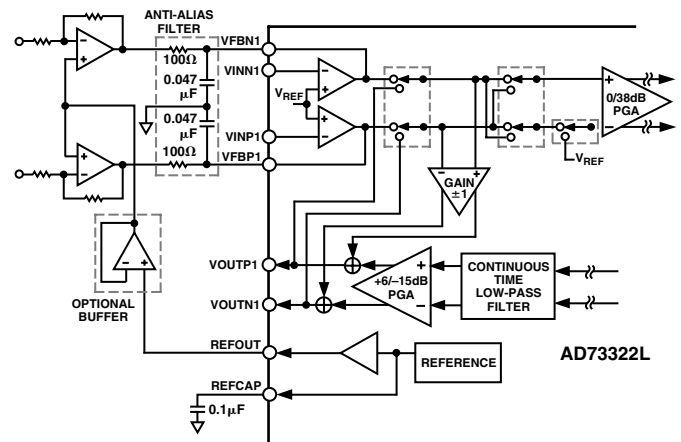 ANTI-ALIAS
FILTER
VFBN1
100Ω
VINN1
0.047
µF
VREF
0.047
µF
VINP1
100Ω
VFBP1
0/38dB
PGA
VREF
GAIN
±1
VOUTP1
+6/–15dB
PGA
CONTINUOUS
TIME
LOW-PASS
FILTER
VOUTN1
OPTIONAL
BUFFER
REFOUT
REFERENCE
AD73322L
REFCAP
0.1µF